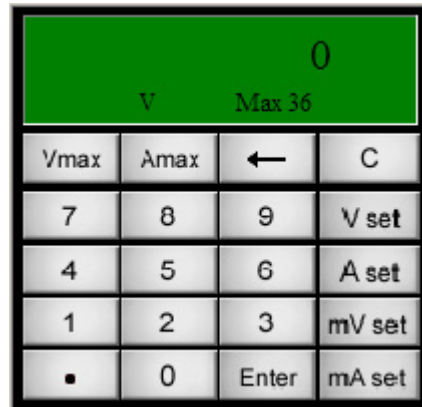 0
V Max 36
Vmax Amax ← C
7 8 9 V set
4 5 6 A set
1 2 3 mV set
. 0 Enter mA set